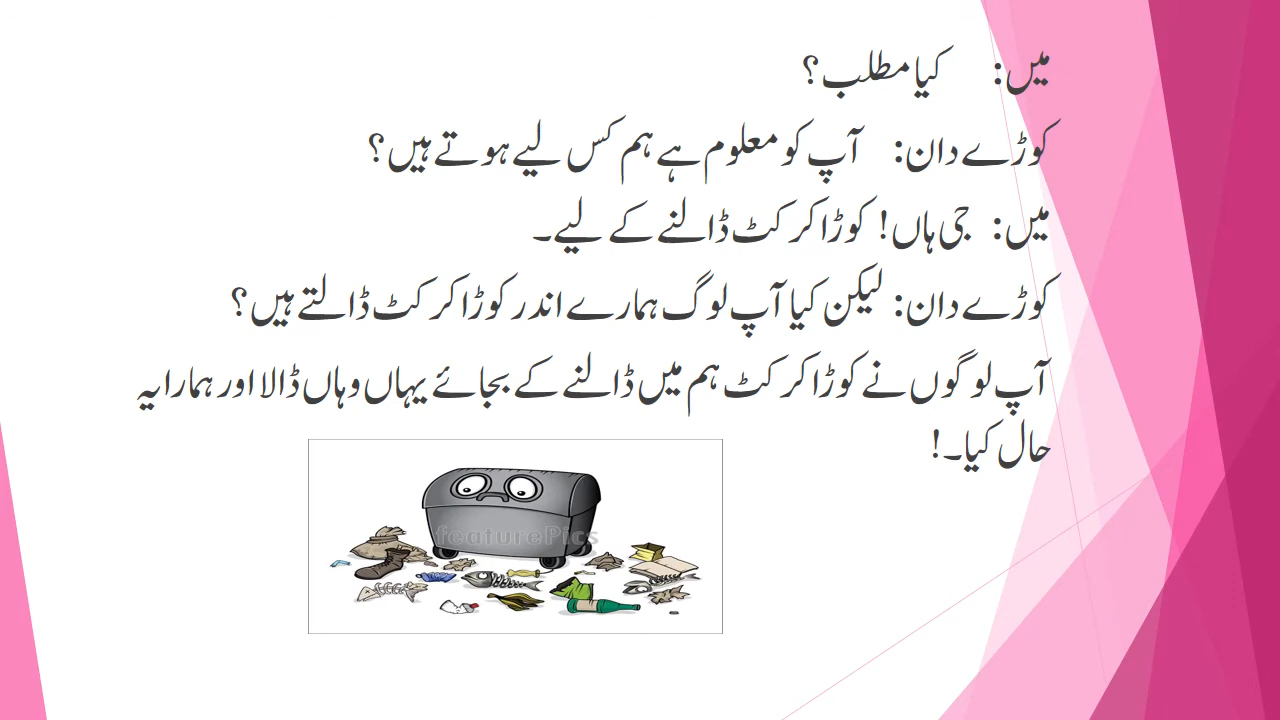 میں: کیا مطلب؟
کوڑے دان: آپ کو معلوم ہے ہم کس لیے ہوتے ہیں؟
میں: جی ہاں! کوڑا کرکٹ ڈالنے کے لیے۔
کوڑے دان: لیکن کیا آپ لوگ ہمارے اندر کوڑا کرکٹ ڈالتے ہیں؟
آپ لوگوں نے کوڑا کرکٹ ہم میں ڈالنے کے بجائے یہاں وہاں ڈالا اور ہمارا یہ
حال کیا۔!
featurePics